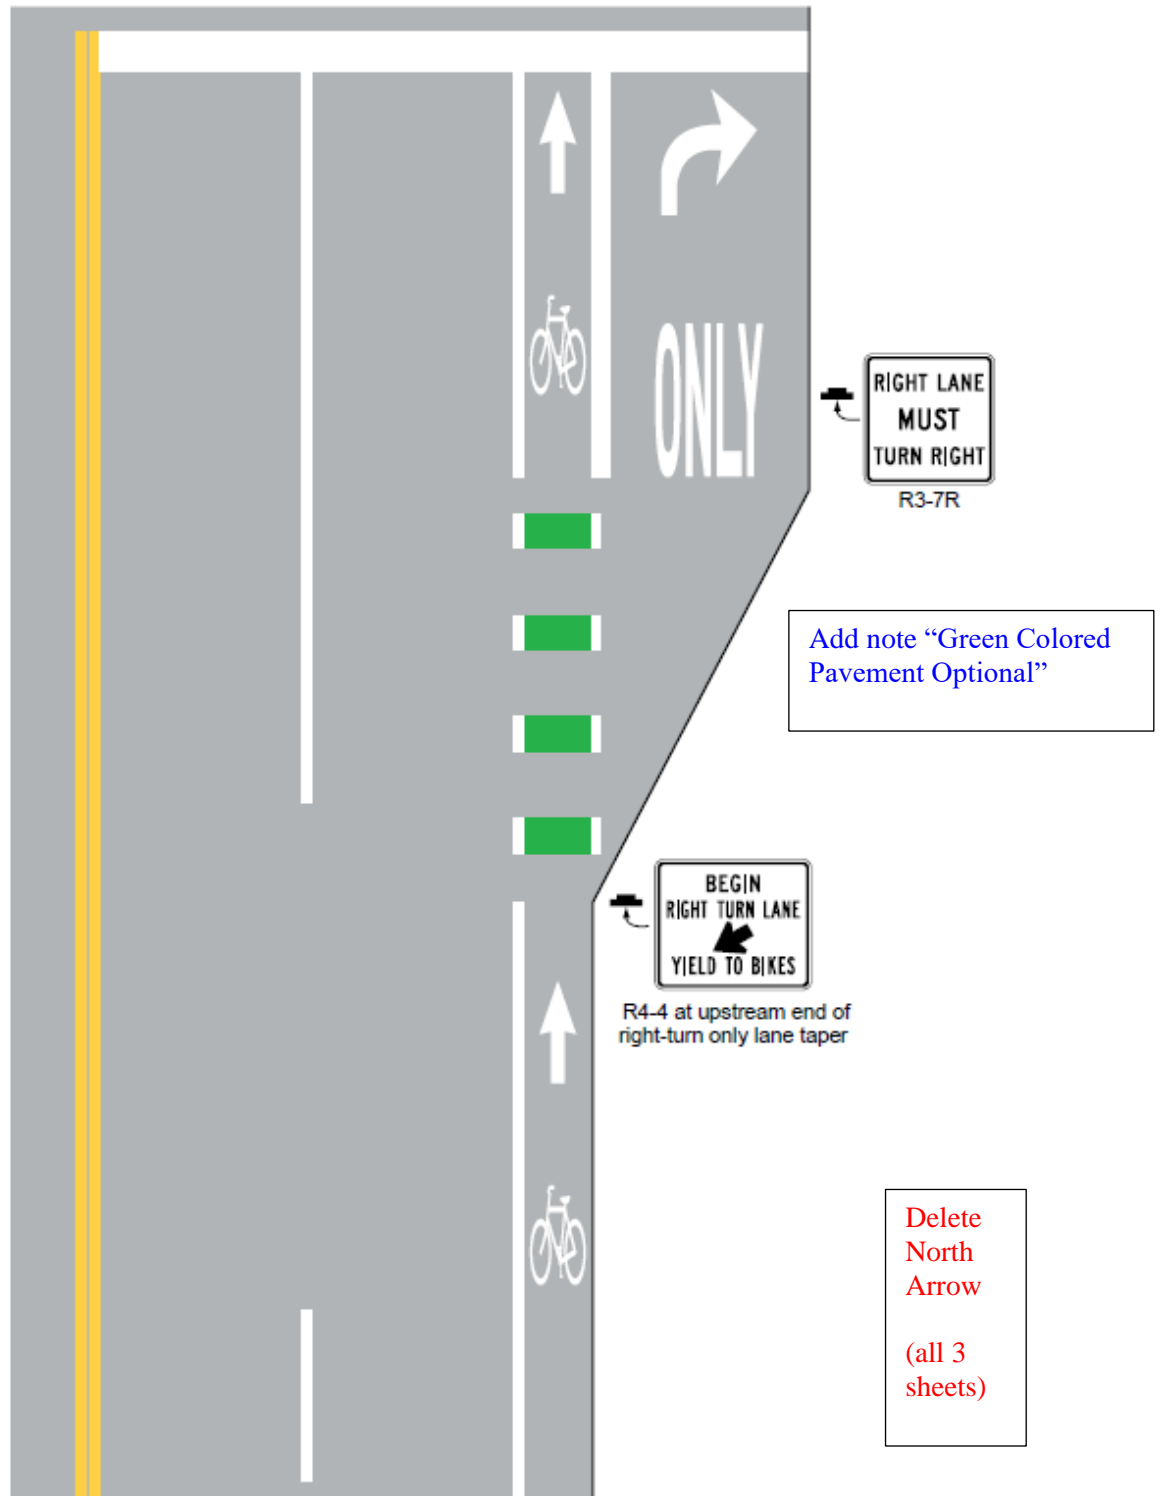 ONLY
RIGHT LANE
MUST
TURN RIGHT
R3-7R
Add note “Green Colored
Pavement Optional”
BEGIN
RIGHT TURN LANE
YIELD TO BIKES
R4-4 at upstream end of
right-turn only lane taper
Delete
North
Arrow
(all 3
sheets)